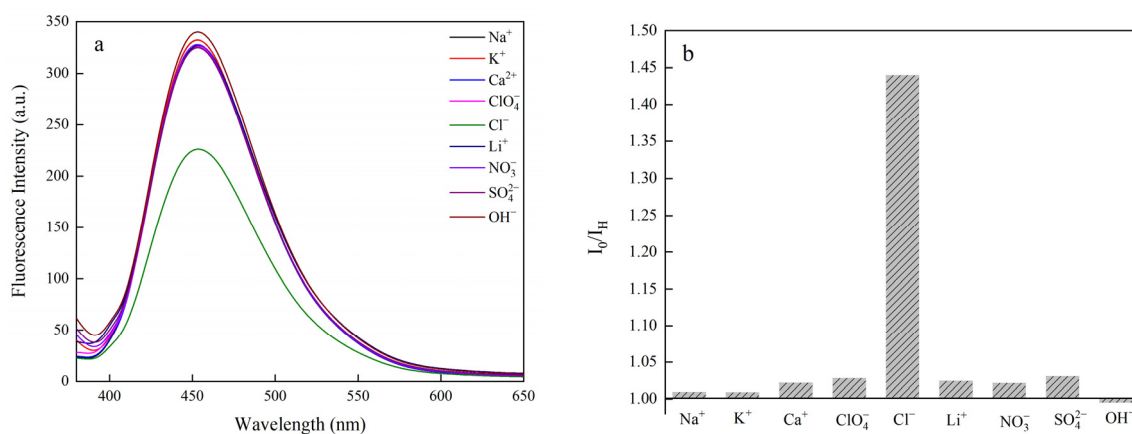 a
Fluorescence Intensity (a.u.)
350
300
250
200
150
100
50
0
400 450 500 550 600 650
Wavelength (nm)
Na⁺
K⁺
Ca²⁺
ClO₄⁻
Cl⁻
Li⁺
NO₃⁻
SO₄²⁻
OH⁻
b
I₀/I_H
1.50
1.45
1.40
1.35
1.30
1.25
1.20
1.15
1.10
1.05
1.00
Na⁺ K⁺ Ca⁺ ClO₄⁻ Cl⁻ Li⁺ NO₃⁻ SO₄²⁻ OH⁻